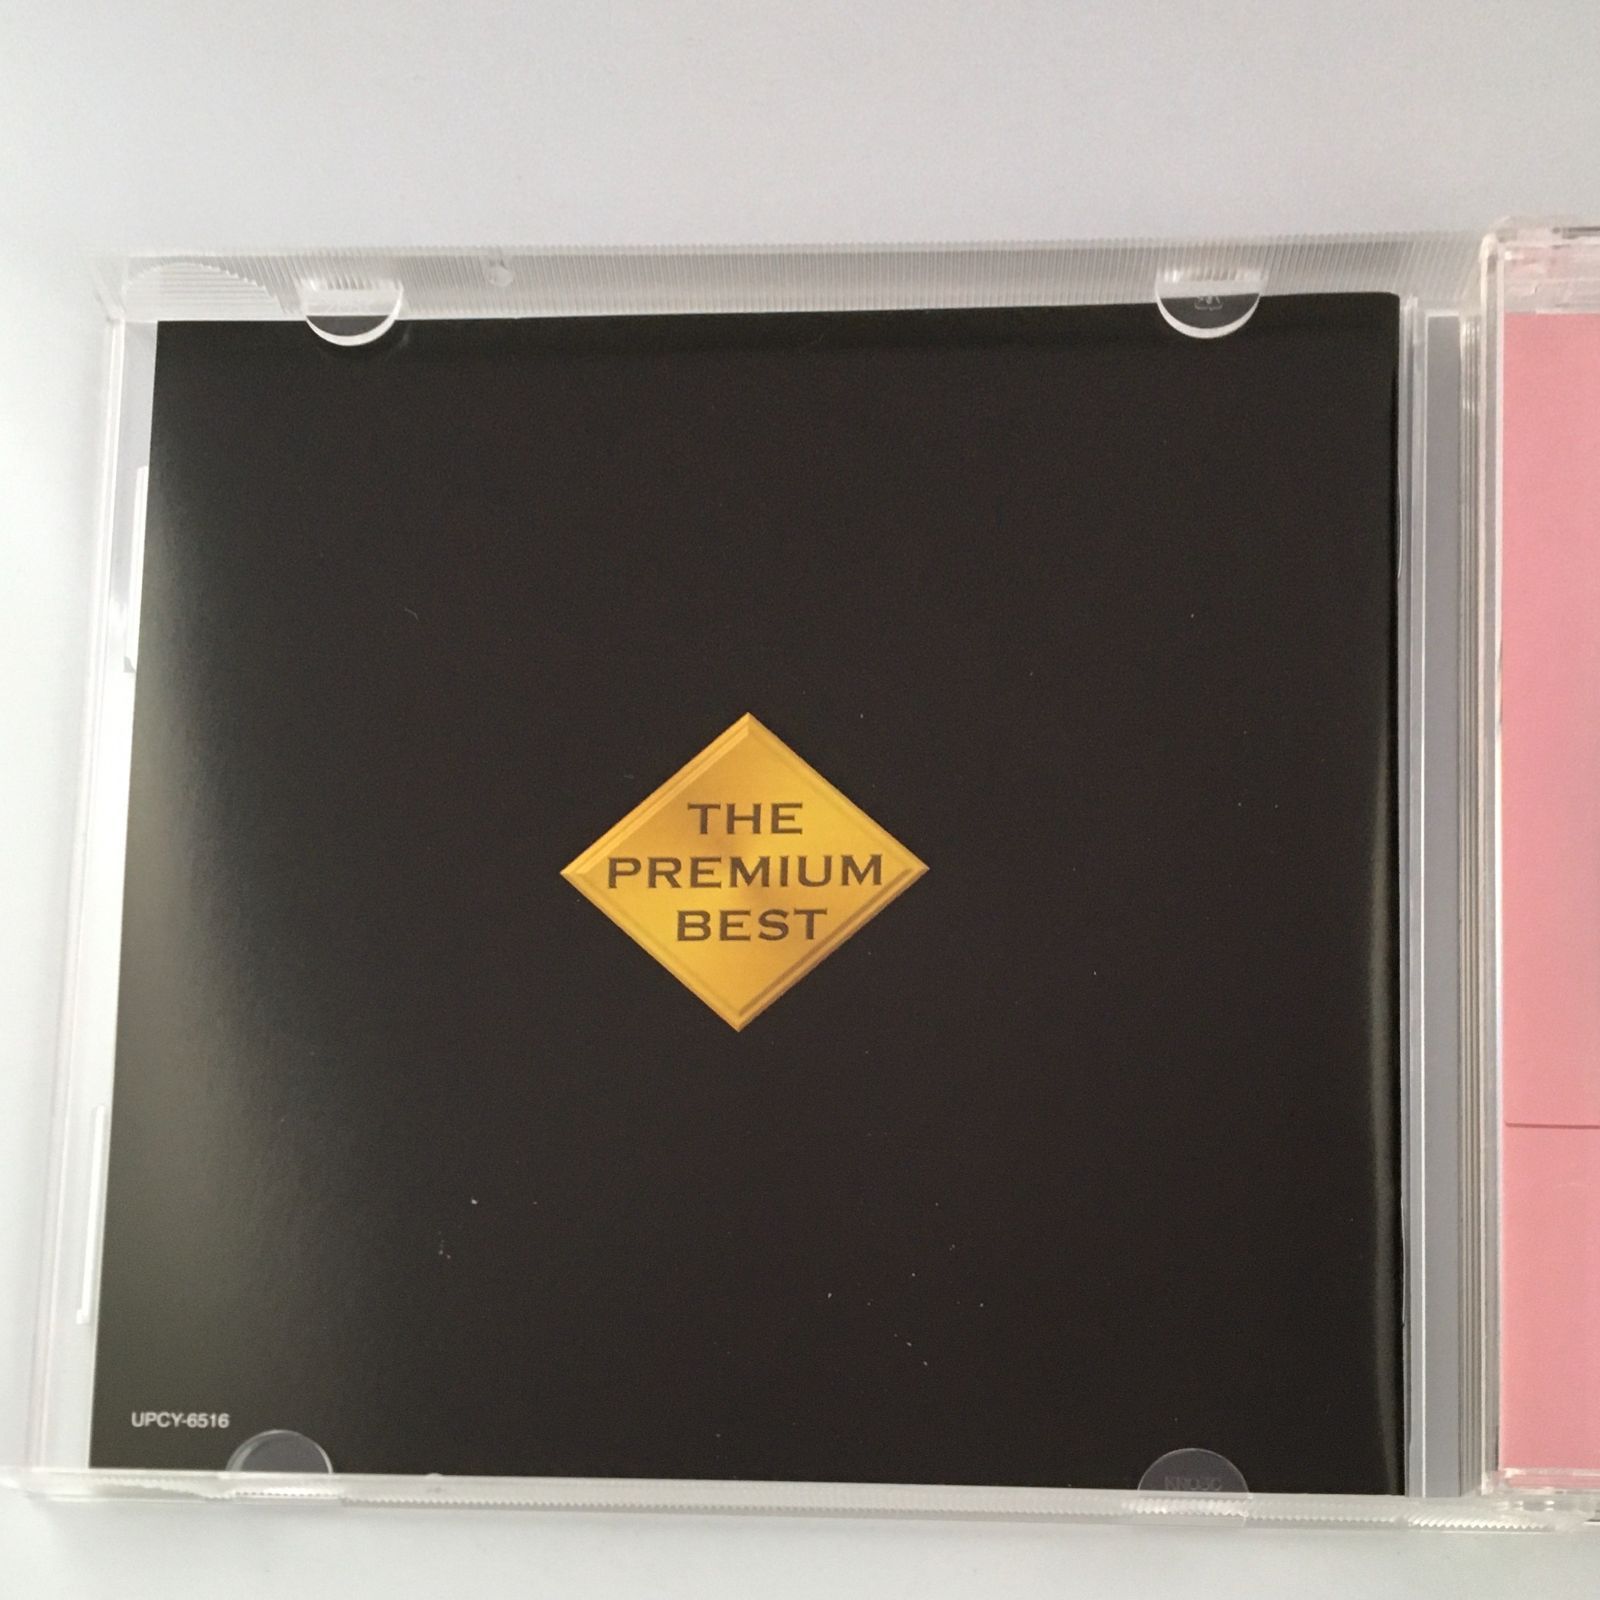 THE
PREMIUM
BEST
UPCY-6516